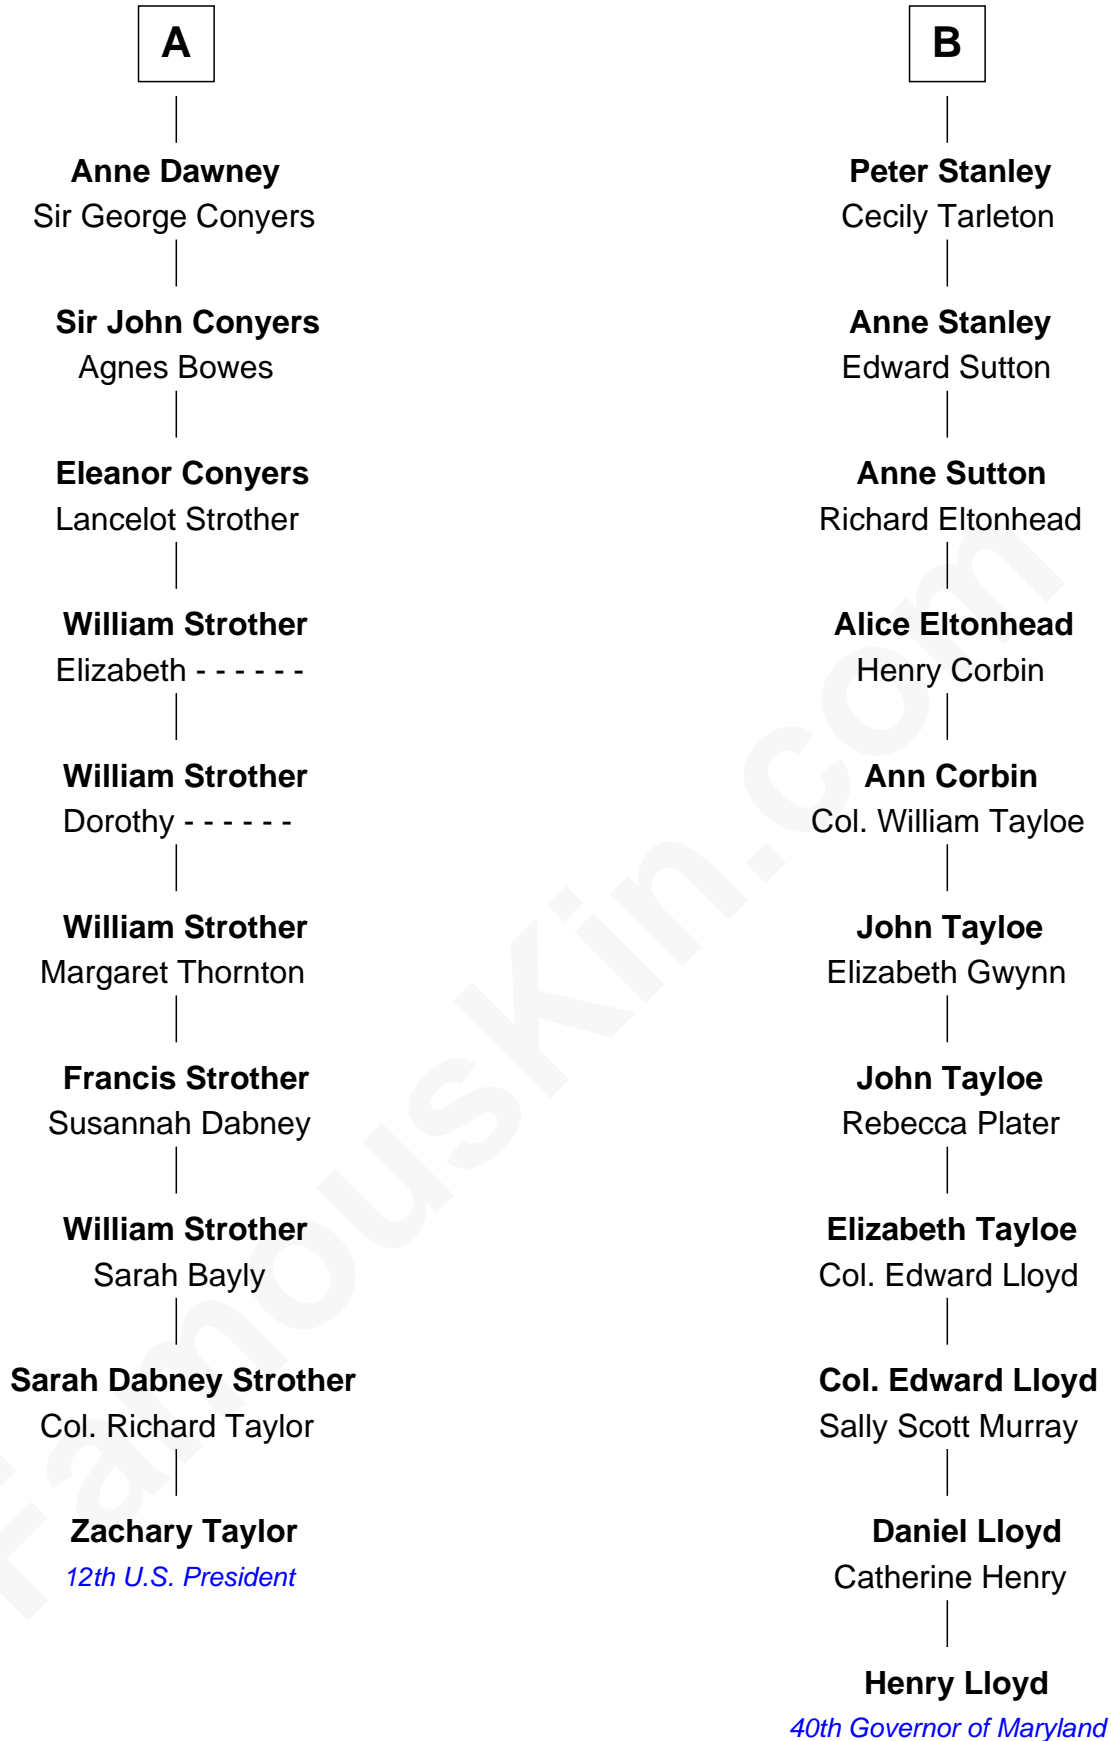 A
Anne Dawney
Sir George Conyers
Sir John Conyers
Agnes Bowes
Eleanor Conyers
Lancelot Strother
William Strother
Elizabeth - - - - - -
William Strother
Dorothy - - - - - -
William Strother
Margaret Thornton
Francis Strother
Susannah Dabney
William Strother
Sarah Bayly
Sarah Dabney Strother
Col. Richard Taylor
Zachary Taylor
12th U.S. President
B
Peter Stanley
Cecily Tarleton
Anne Stanley
Edward Sutton
Anne Sutton
Richard Eltonhead
Alice Eltonhead
Henry Corbin
Ann Corbin
Col. William Tayloe
John Tayloe
Elizabeth Gwynn
John Tayloe
Rebecca Plater
Elizabeth Tayloe
Col. Edward Lloyd
Col. Edward Lloyd
Sally Scott Murray
Daniel Lloyd
Catherine Henry
Henry Lloyd
40th Governor of Maryland
FamousKin.com